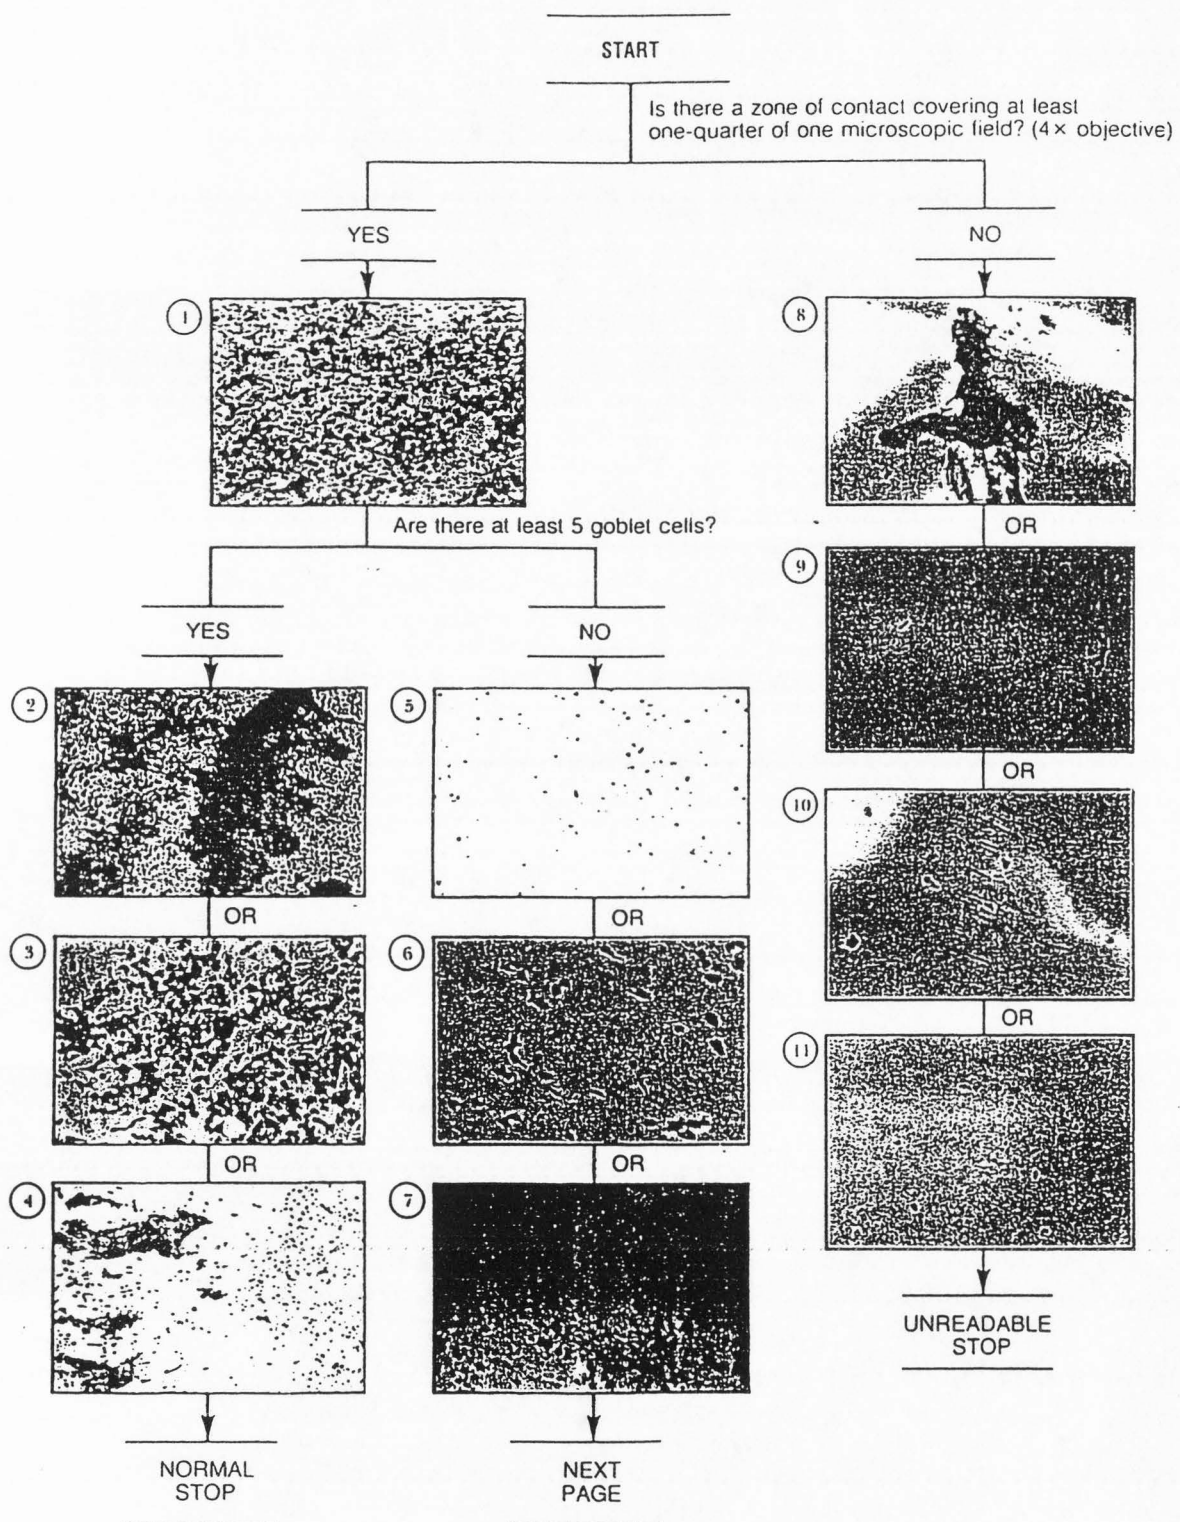 START
Is there a zone of contact covering at least
one-quarter of one microscopic field? (4× objective)
YES
NO
1
8
OR
Are there at least 5 goblet cells?
9
YES
NO
2
5
OR
10
OR
OR
3
6
OR
11
OR
OR
4
7
UNREADABLE
STOP
NORMAL
STOP
NEXT
PAGE